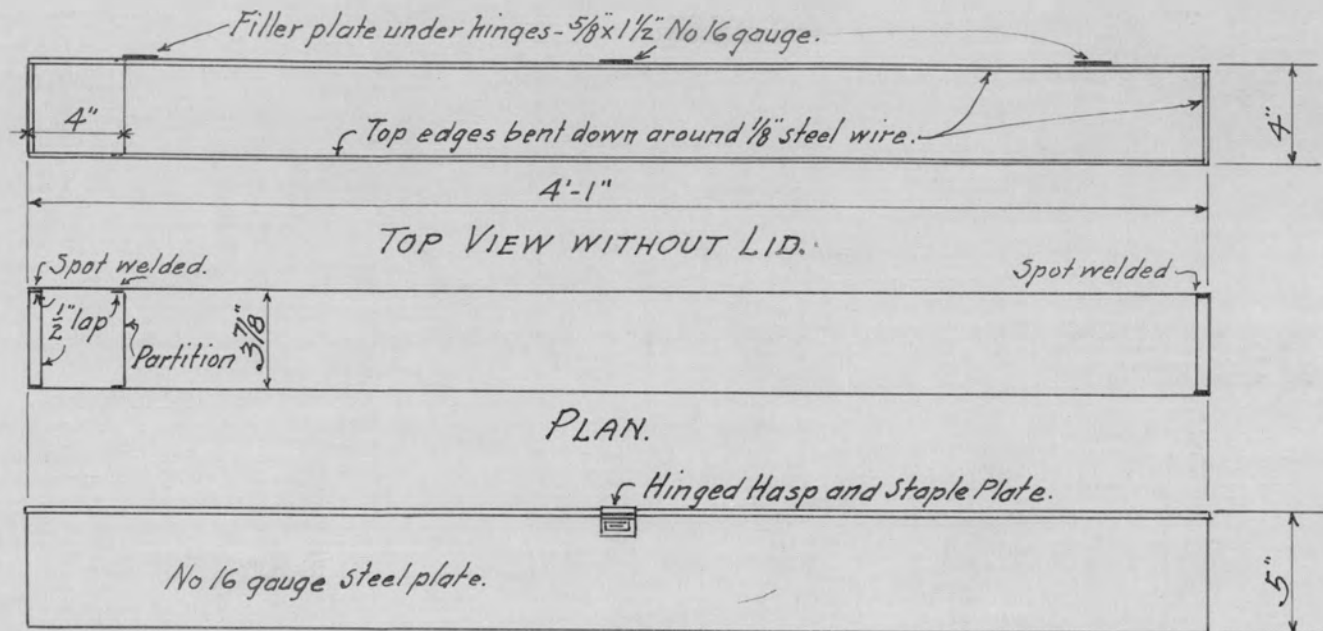 Filler plate under hinges - 5/8" x 1 1/2" No 16 gauge.
4"
Top edges bent down around 1/8" steel wire.
4"
4'-1"
TOP VIEW WITHOUT LID.
Spot welded.
Spot welded
1/2" lap
Partition
3 7/8"
PLAN.
Hinged Hasp and Staple Plate.
No 16 gauge steel plate.
5"